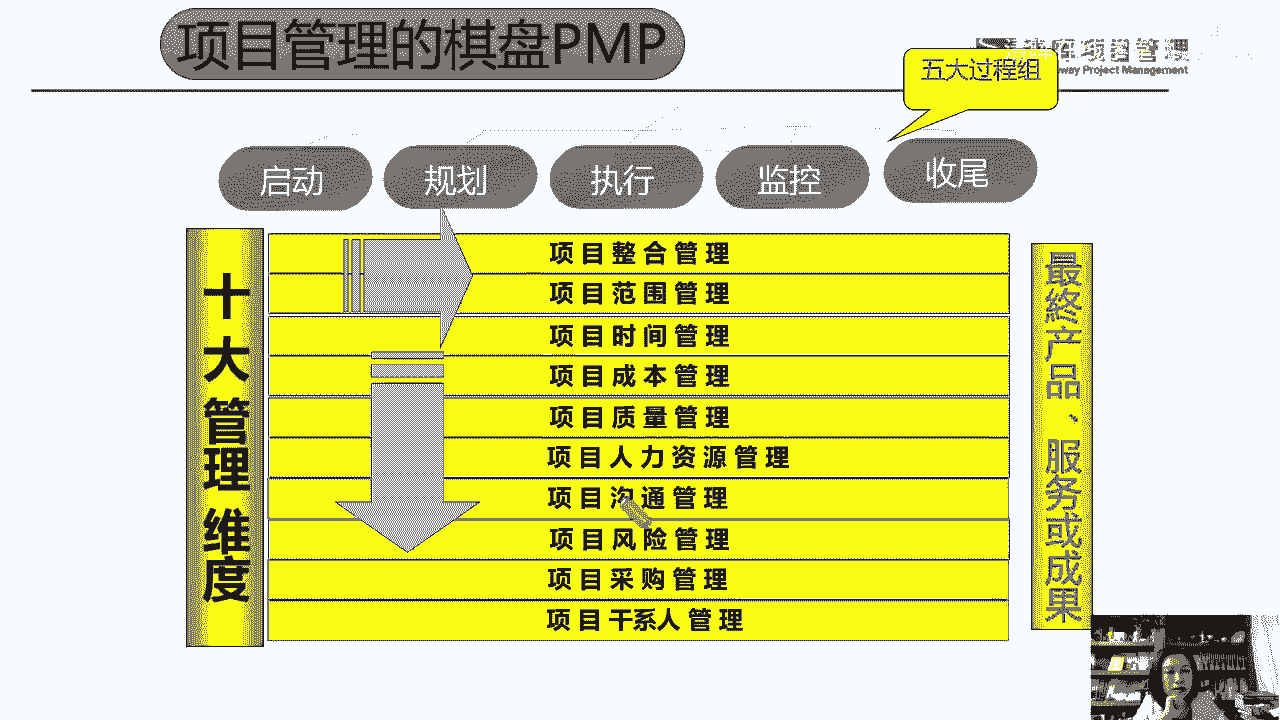 项目管理的棋盘PMP
项目管理
way Project Management
五大过程组
启动
规划
执行
监控
收尾
十大管理维度
项目整合管理
项目范围管理
项目时间管理
项目成本管理
项目质量管理
项目人力资源管理
项目沟通管理
项目风险管理
项目采购管理
项目干系人管理
最終产品、服务或成果